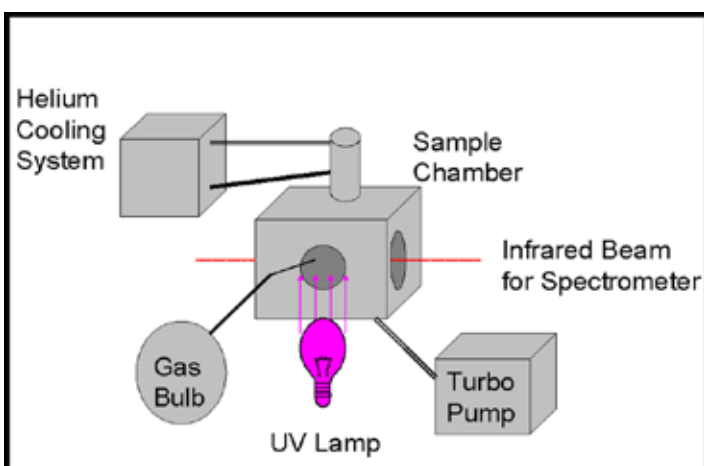 Helium
Cooling
System
Sample
Chamber
Infrared Beam
for Spectrometer
Gas
Bulb
Turbo
Pump
UV Lamp